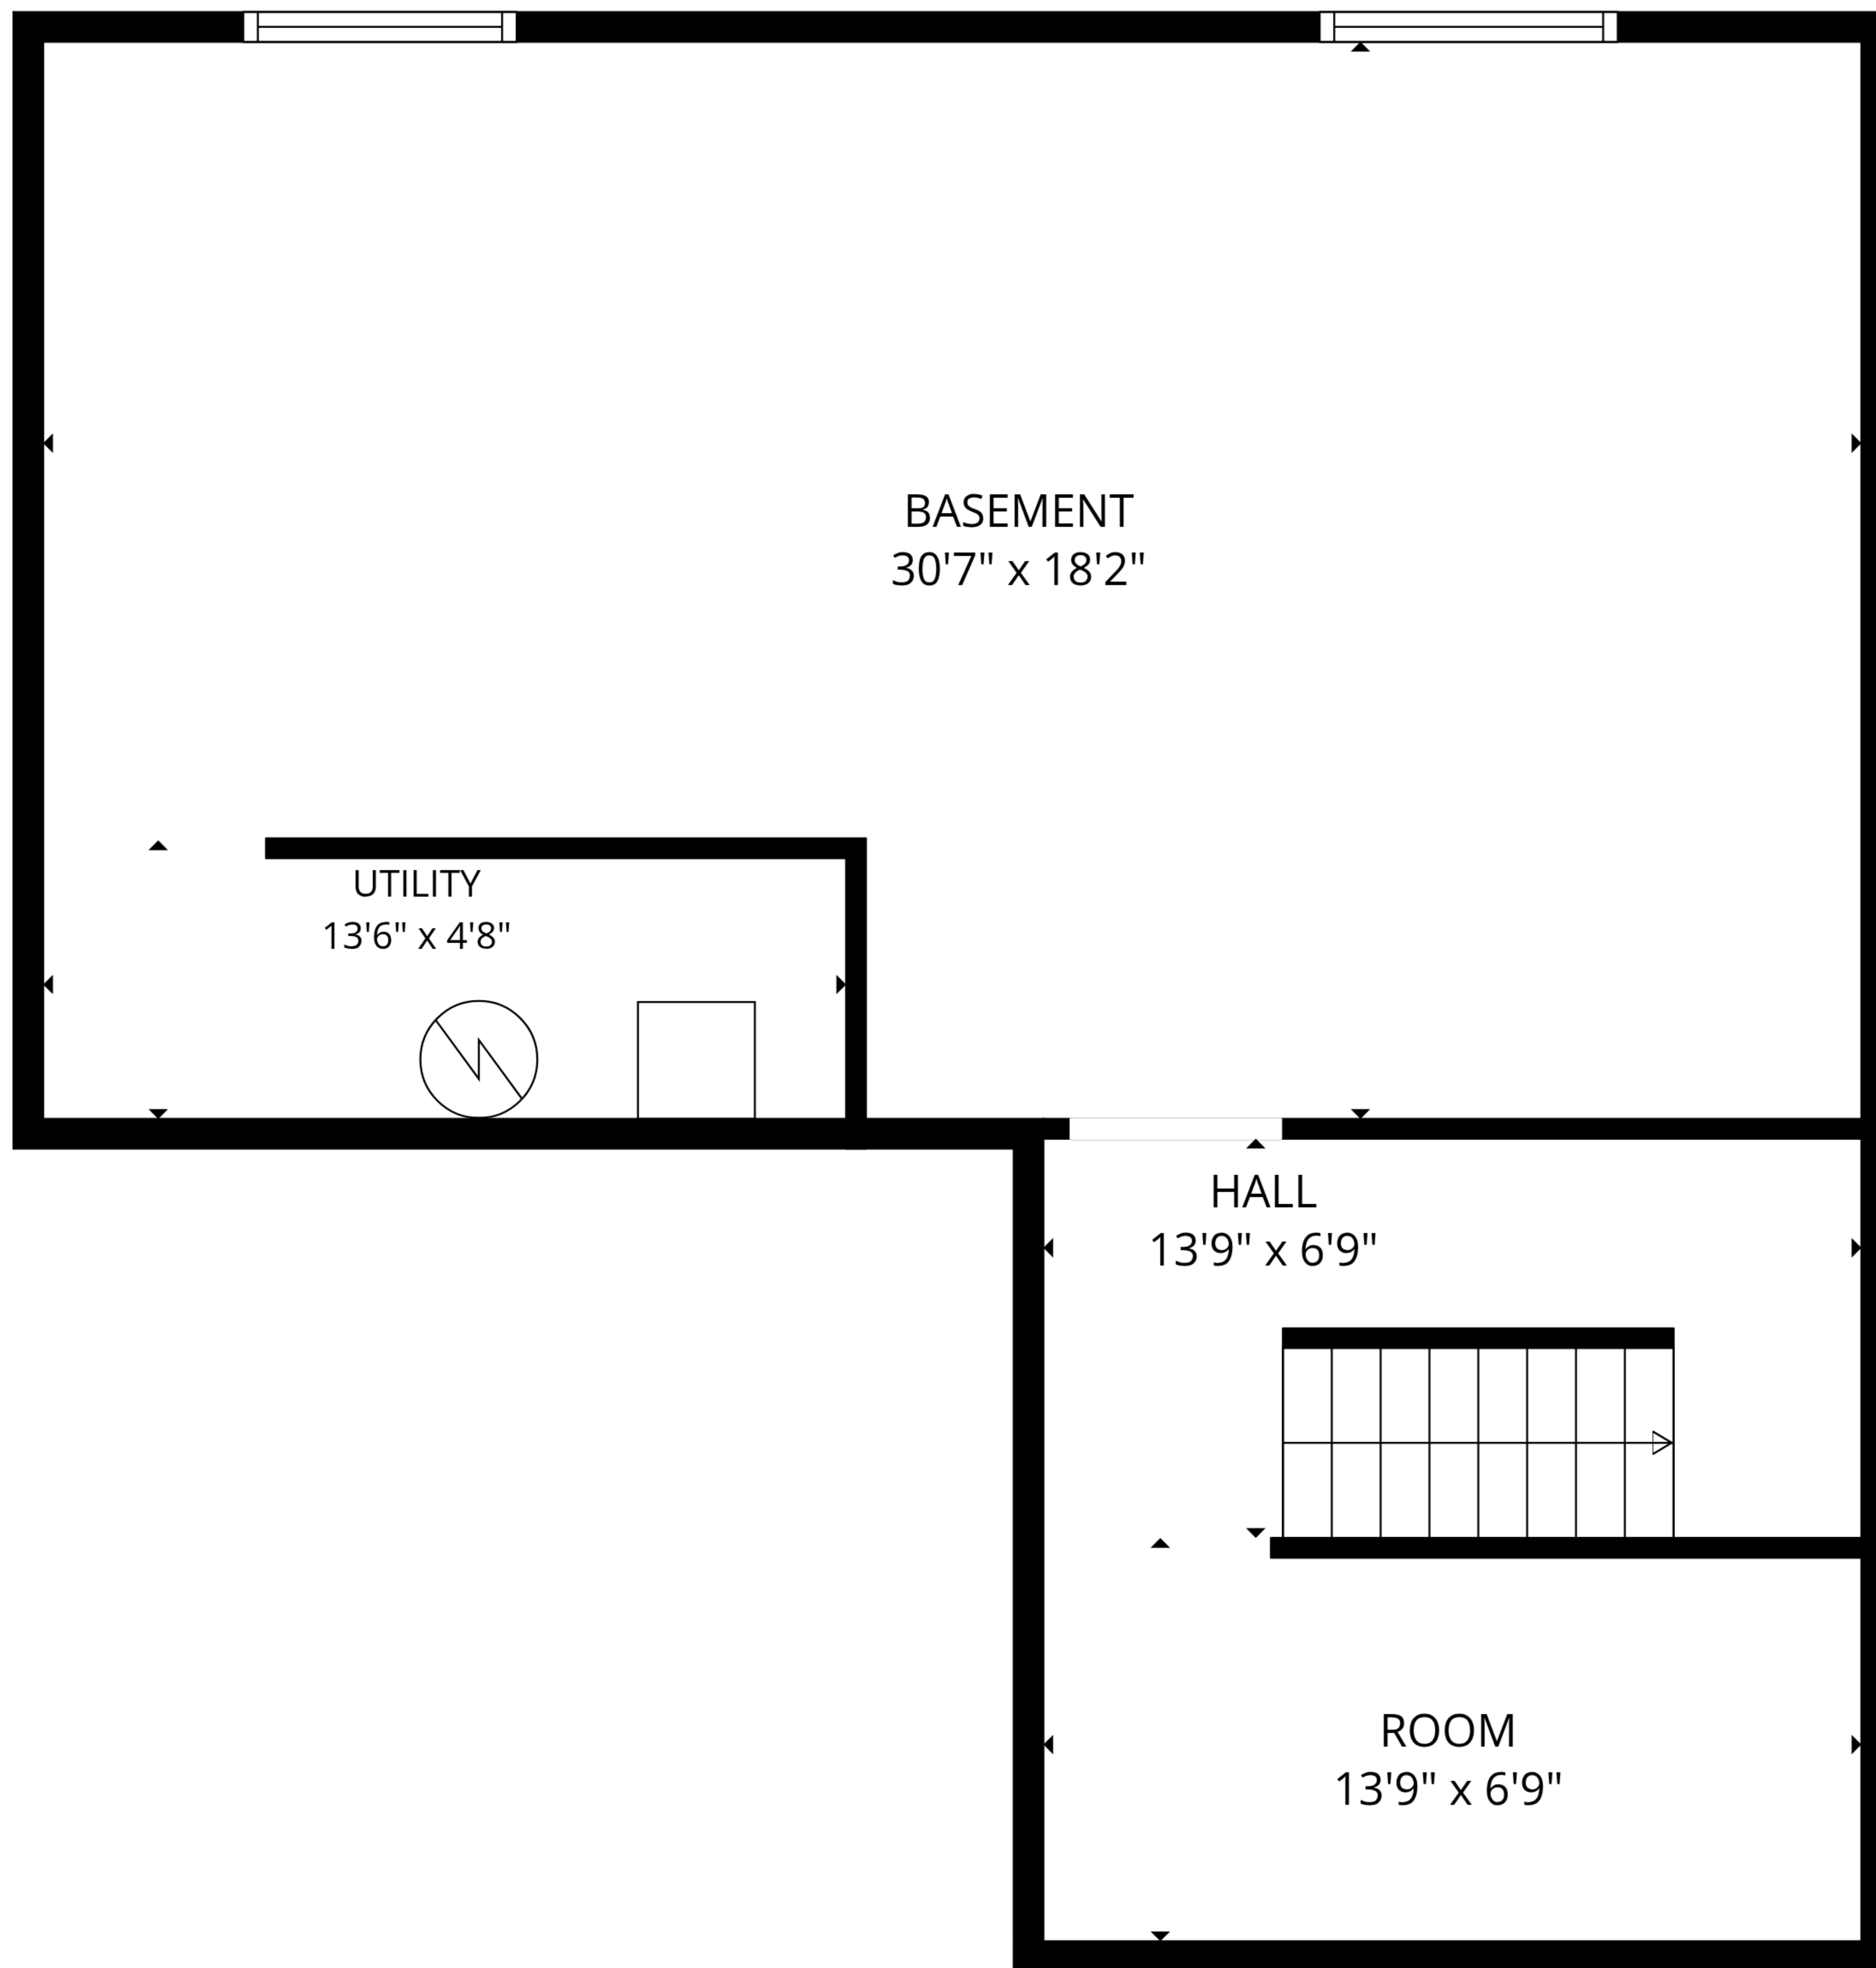 BASEMENT
30'7" x 18'2"
UTILITY
13'6" x 4'8"
HALL
13'9" x 6'9"
ROOM
13'9" x 6'9"